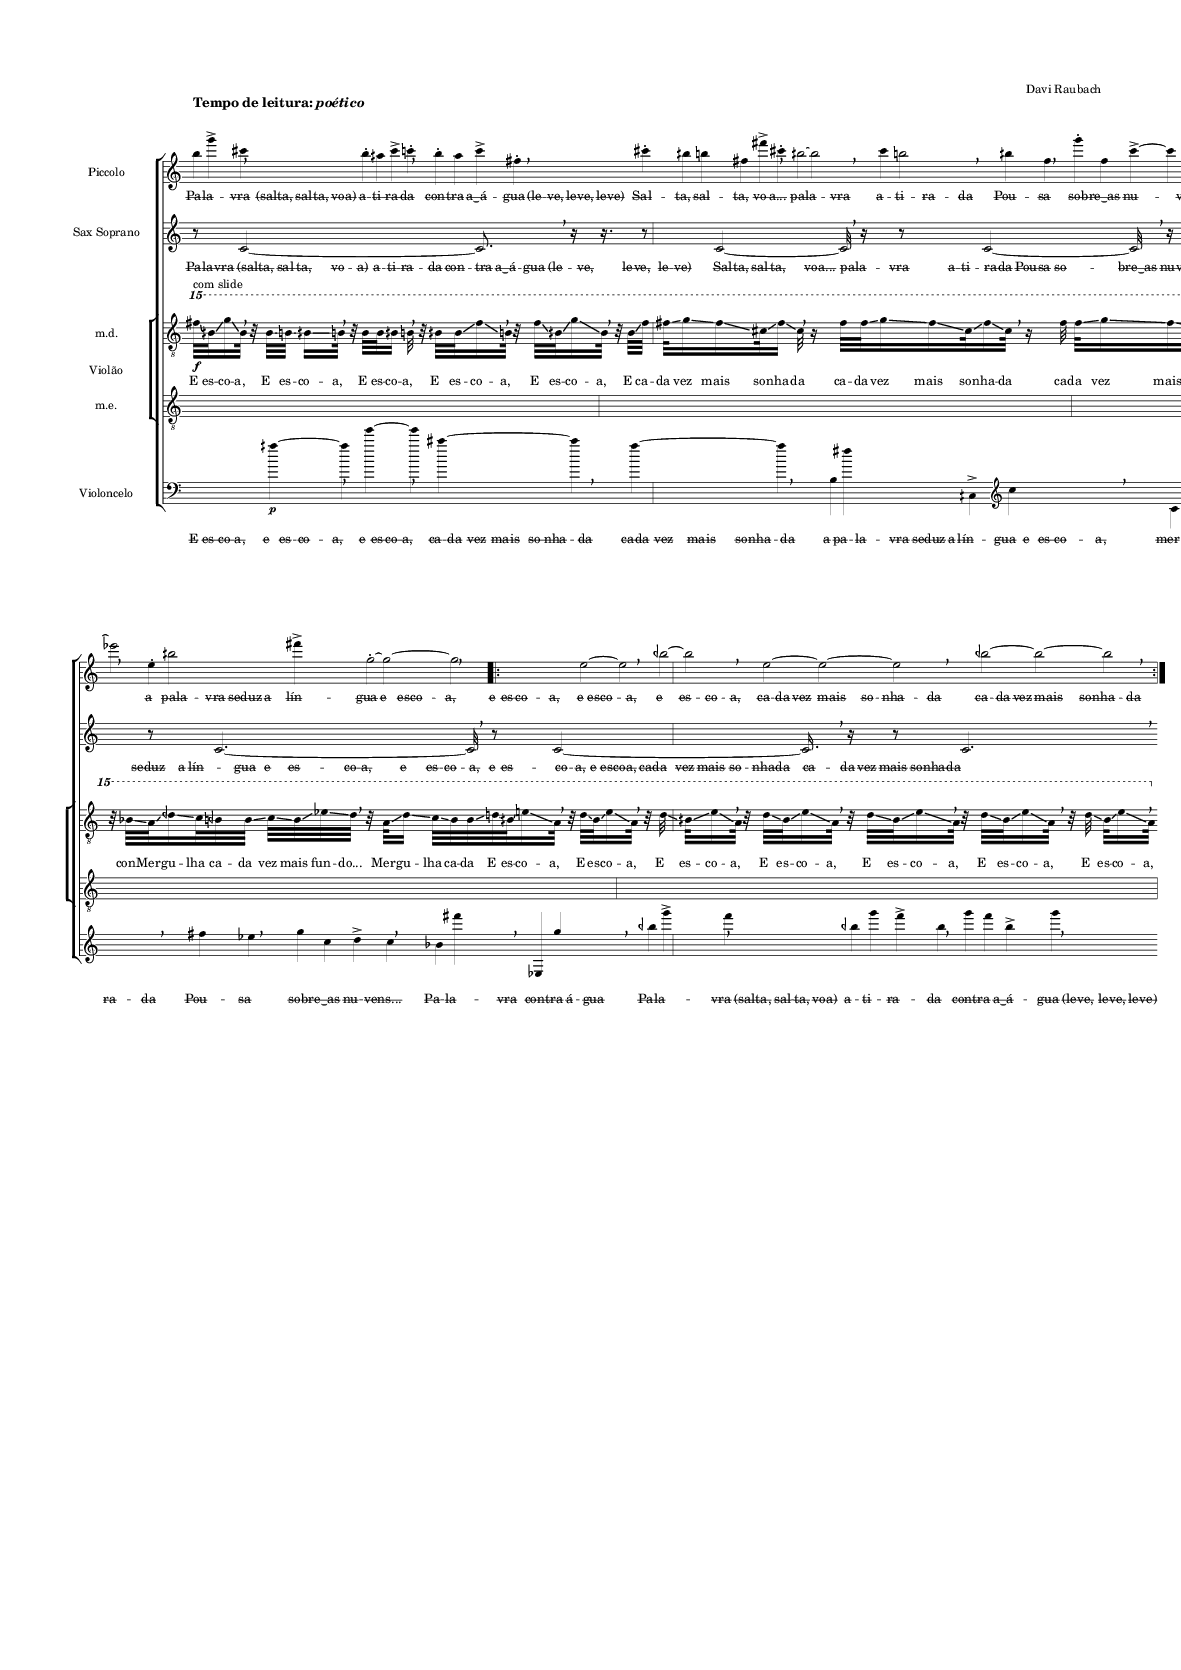 Davi Raubach
Tempo de leitura: poético
Piccolo
Pala -- vra (salta, salta, voa) a -- ti -- ra -- da contra a‿á -- gua (le -- ve, leve, leve) Sal -- ta, sal -- ta, vo a... pala -- vra a -- ti -- ra -- da Pou -- sa sobre‿as -- nu -- v
Sax Soprano
Palavra (salta, sal -- ta, vo -- a) a -- ti -- ra -- da con -- tra a‿á -- gua (le -- ve, leve, le -- ve) Salta, salta, voa... pala -- vra a -- ti -- rada Pousa so -- bre‿as nuv
com slide
15
m.d.
f
Violão
E es -- co -- a, E es -- co -- a, E es -- co -- a, E es -- co -- a, E es -- co -- a, E ca -- da vez mais sonha -- da ca -- da vez mais sonha -- da cada vez mais
m.e.
Violoncelo
p
E es -- co -- a, e es -- co -- a, e es -- co -- a, ca -- da vez mais so -- nha -- da cada vez mais sonha -- da a pa -- la -- vra seduz a lín -- gua e es -- co -- a, mer
a pala -- vra seduz a lín -- gua e esco -- a, e es -- co -- a, e esco -- a, e es -- co -- a, ca -- da vez mais so -- nha -- da ca -- da vez mais sonha -- da
seduz a lín -- gua e es -- co -- a, e es -- co -- a, e es -- co -- a, e escoa, cada vez mais so -- nhada ca -- da vez mais sonhada
15
conMergu -- lha ca -- da vez mais fun -- do... Mergu -- lha ca -- da E es -- co -- a, E esco -- a, E es -- co -- a, E es -- co -- a, E es -- co -- a, E es -- co -- a, E es -- co -- a,
ra -- da Pou -- sa sobre‿as -- nu -- vens... Pa -- la -- vra contra á -- gua Pala -- vra (salta, sal -- ta, voa) a -- ti -- ra -- da contra -- a‿á -- gua (leve, leve, leve)